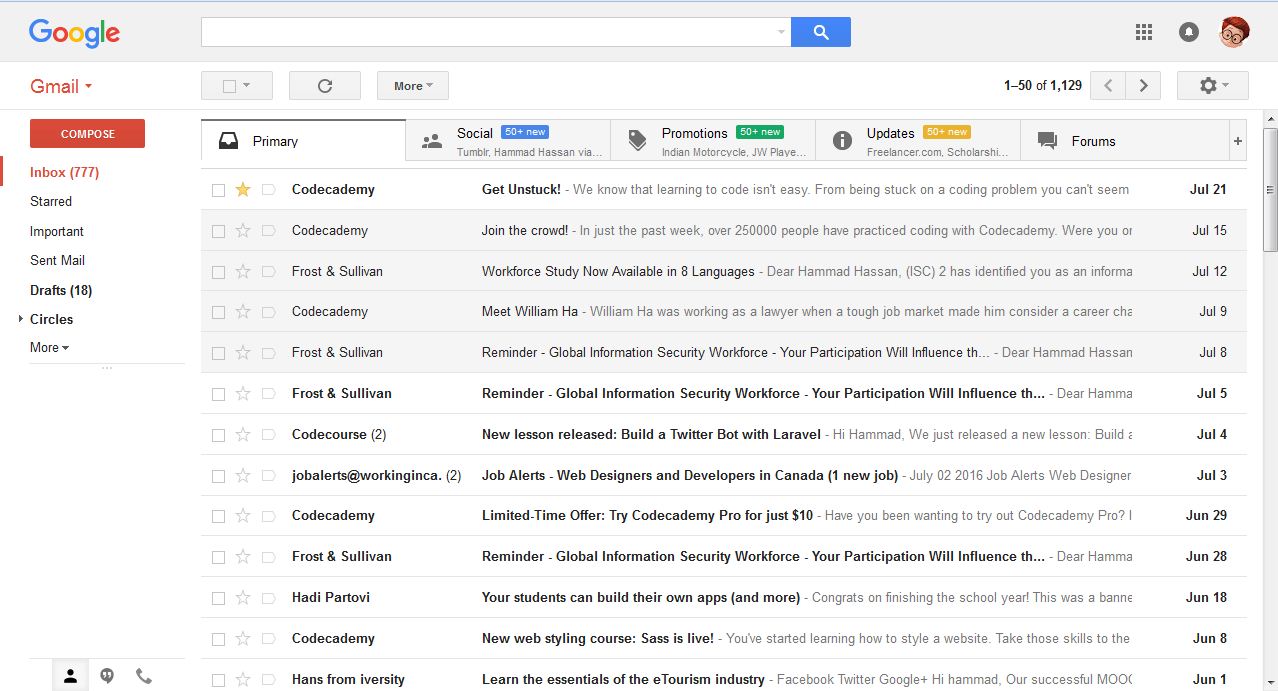 Google
Gmail
More
1–50 of 1,129
COMPOSE
Inbox (777)
Starred
Important
Sent Mail
Drafts (18)
Circles
More
Primary
Social 50+ new
Tumblr, Hammad Hassan via...
Promotions 50+ new
Indian Motorcycle, JW Playe...
Updates 50+ new
Freelancer.com, Scholarshi...
Forums
+
Codecademy Get Unstuck! - We know that learning to code isn't easy. From being stuck on a coding problem you can't seem Jul 21
Codecademy Join the crowd! - In just the past week, over 250000 people have practiced coding with Codecademy. Were you Jul 15
Frost & Sullivan Workforce Study Now Available in 8 Languages - Dear Hammad Hassan, (ISC) 2 has identified you as an informa Jul 12
Codecademy Meet William Ha - William Ha was working as a lawyer when a tough job market made him consider a career cha Jul 9
Frost & Sullivan Reminder - Global Information Security Workforce - Your Participation Will Influence th... - Dear Hammad Hassan Jul 8
Frost & Sullivan Reminder - Global Information Security Workforce - Your Participation Will Influence th... - Dear Hamma Jul 5
Codecourse (2) New lesson released: Build a Twitter Bot with Laravel - Hi Hammad, We just released a new lesson: Build Jul 4
jobalerts@workinginca. (2) Job Alerts - Web Designers and Developers in Canada (1 new job) - July 02 2016 Job Alerts Web Designer Jul 3
Codecademy Limited-Time Offer: Try Codecademy Pro for just $10 - Have you been wanting to try out Codecademy Pro? Jun 29
Frost & Sullivan Reminder - Global Information Security Workforce - Your Participation Will Influence th... - Dear Hamma Jun 28
Hadi Partovi Your students can build their own apps (and more) - Congrats on finishing the school year! This was a banne Jun 18
Codecademy New web styling course: Sass is live! - You've started learning how to style a website. Take those skills to the Jun 8
Hans from iversity Learn the essentials of the eTourism industry - Facebook Twitter Google+ Hi hammad, Our successful MOOC Jun 1